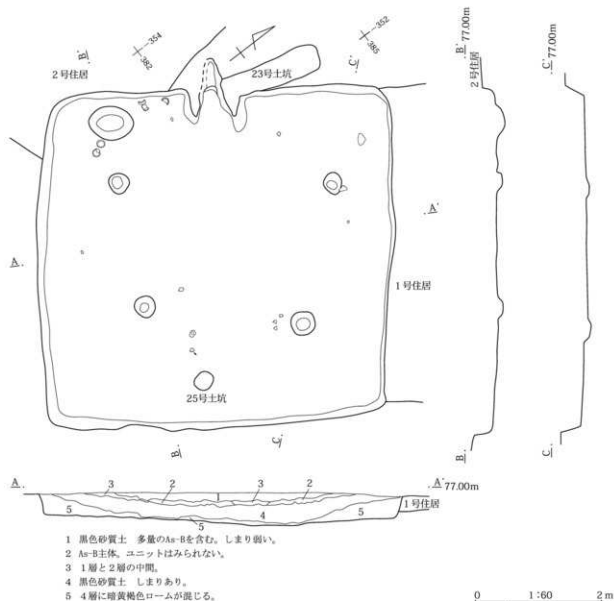 -354
-382
-352
-385
B′
C′
B′ 77.00m
C′
2号住居
23号土坑
2号住居
A
A′
1号住居
25号土坑
B
C
B
C
A
3
2
1
3
2
A′ 77.00m
5
5
4
5
1号住居
1 黒色砂質土 多量のAs-Bを含む。しまり弱い。
2 As-B主体。ユニットはみられない。
3 1層と2層の中間。
4 黒色砂質土 しまりあり。
5 4層に暗黄褐色ロームが混じる。
0 1:60 2m